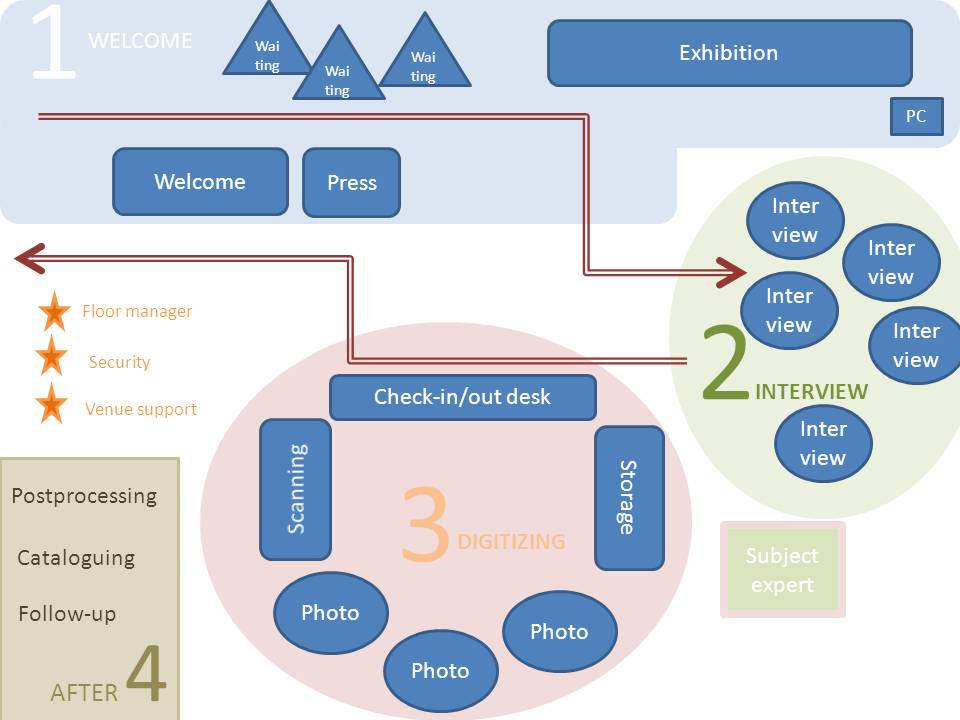 1 WELCOME
Wai
ting
Wai
ting
Wai
ting
Exhibition
PC
Welcome
Press
Inter
view
Inter
view
Inter
view
Inter
view
2 INTERVIEW
Inter
view
Floor manager
Security
Venue support
Check-in/out desk
Scanning
Storage
3 DIGITIZING
Photo
Photo
Photo
Subject
expert
Postprocessing
Cataloguing
Follow-up
AFTER 4